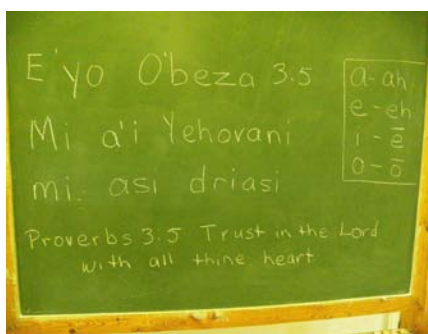 E'yo O'beza 3:5
Mi a'i Yehovani
mi asi driasi
Proverbs 3:5 Trust in the Lord
with all thine heart
a - ah
e - eh
i - ē
o - ō